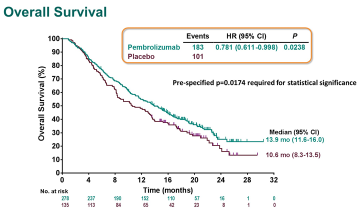 Overall Survival
Events HR (95% CI) P
Pembrolizumab 183 0.781 (0.611-0.998) 0.0238
Placebo 101
Pre-specified p=0.0174 required for statistical significance
Overall Survival (%)
100
90
80
70
60
50
40
30
20
10
0
Median (95% CI)
13.9 mo (11.6-16.0)
10.6 mo (8.3-13.5)
0 4 8 12 16 20 24 28 32
No. at risk
Time (months)
278 237 190 152 110 57 16 1 0
135 113 84 65 42 23 8 1 0